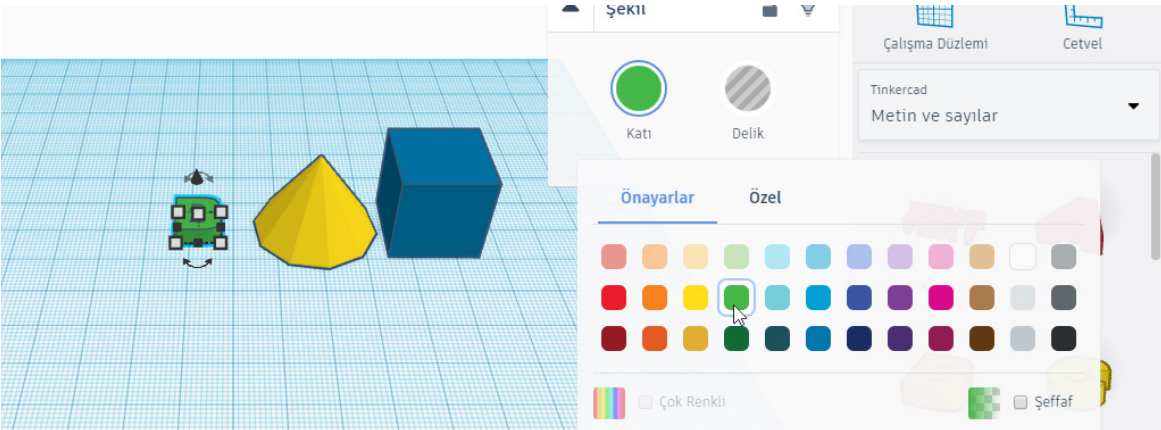 Şekil
Çalışma Düzlemi
Cetvel
Tinkercad
Metin ve sayılar
Katı
Delik
Önayarlar
Özel
Çok Renkli
Şeffaf